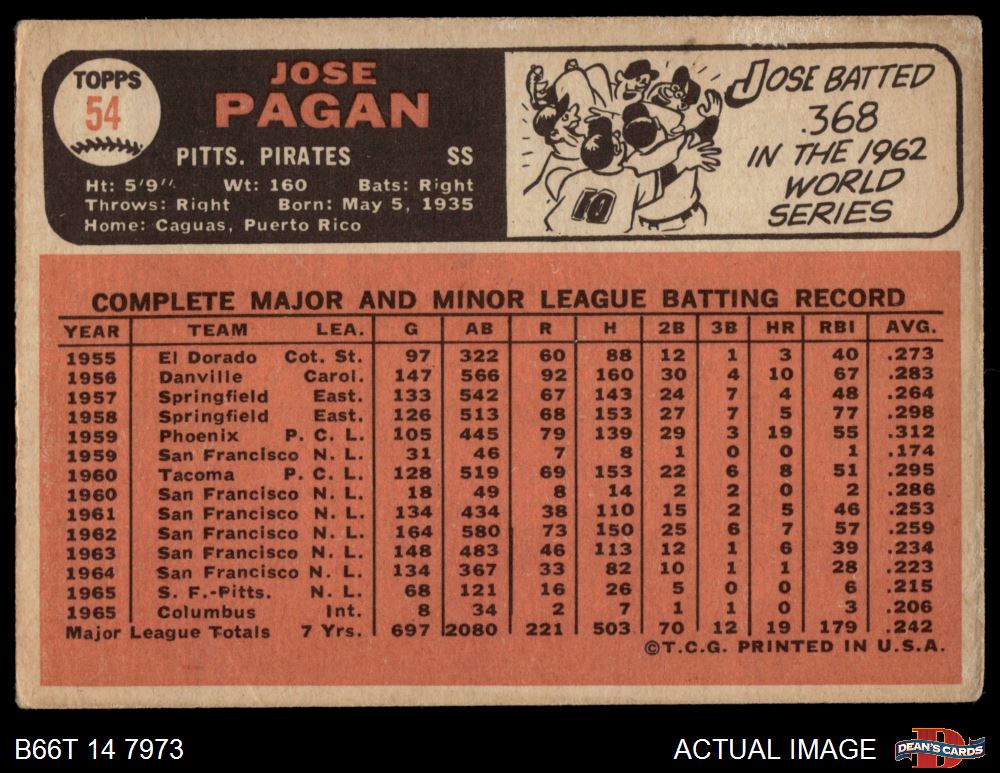 TOPPS
54
JOSE
PAGAN
PITTS. PIRATES SS
Ht: 5'9" Wt: 160 Bats: Right
Throws: Right Born: May 5, 1935
Home: Caguas, Puerto Rico
10
JOSE BATTED
.368
IN THE 1962
WORLD
SERIES
COMPLETE MAJOR AND MINOR LEAGUE BATTING RECORD
YEAR TEAM LEA. G AB R H 2B 3B HR RBI AVG.
1955 El Dorado Cot. St. 97 322 60 88 12 1 3 40 .273
1956 Danville Carol. 147 566 92 160 30 4 10 67 .283
1957 Springfield East. 133 542 67 143 24 7 4 48 .264
1958 Springfield East. 126 513 68 153 27 7 5 77 .298
1959 Phoenix P. C. L. 105 445 79 139 29 3 19 55 .312
1959 San Francisco N. L. 31 46 7 8 1 0 0 1 .174
1960 Tacoma P. C. L. 128 519 69 153 22 6 8 51 .295
1960 San Francisco N. L. 18 49 8 14 2 2 0 2 .286
1961 San Francisco N. L. 134 434 38 110 15 2 5 46 .253
1962 San Francisco N. L. 164 580 73 150 25 6 7 57 .259
1963 San Francisco N. L. 148 483 46 113 12 1 6 39 .234
1964 San Francisco N. L. 134 367 33 82 10 1 1 28 .223
1965 S. F.-Pitts. N. L. 68 121 16 26 5 0 0 6 .215
1965 Columbus Int. 8 34 2 7 1 1 0 3 .206
Major League Totals 7 Yrs. 697 2080 221 503 70 12 19 179 .242
©T.C.G. PRINTED IN U.S.A.
B66T 14 7973 ACTUAL IMAGE
D
DEAN'S CARDS